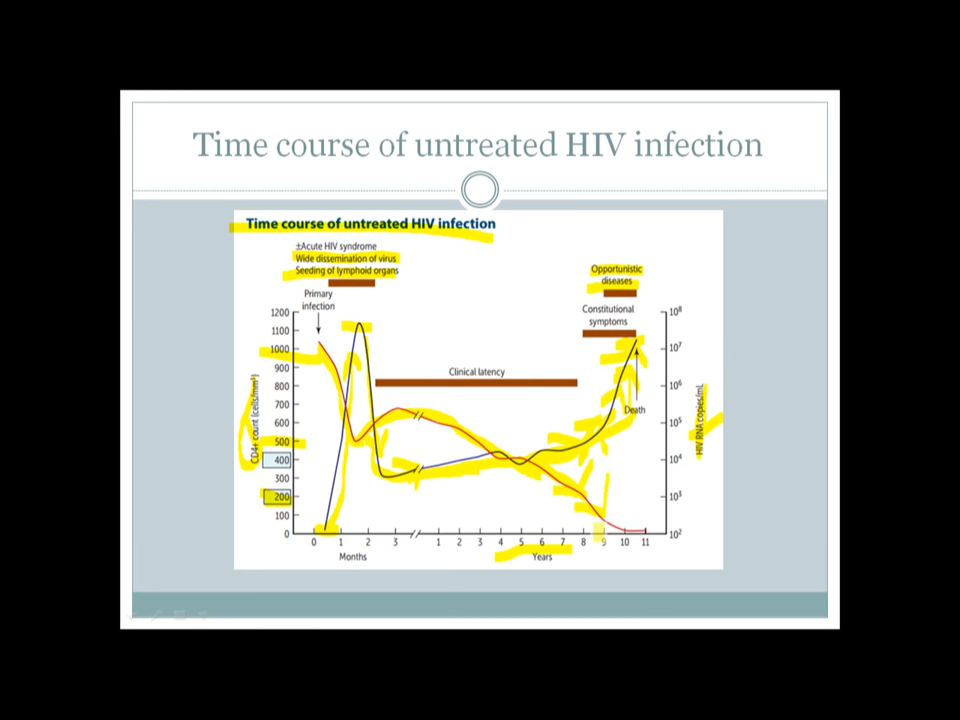 Time course of untreated HIV infection
Time course of untreated HIV infection
±Acute HIV syndrome
Wide dissemination of virus
Seeding of lymphoid organs
Opportunistic
diseases
Primary
infection
Constitutional
symptoms
Clinical latency
Death
CD4+ count (cells/mm³)
1200
1100
1000
900
800
700
600
500
400
300
200
100
0
HIV RNA copies/mL
10⁸
10⁷
10⁶
10⁵
10⁴
10³
10²
0 1 2 3 1 2 3 4 5 6 7 8 9 10 11
Months Years